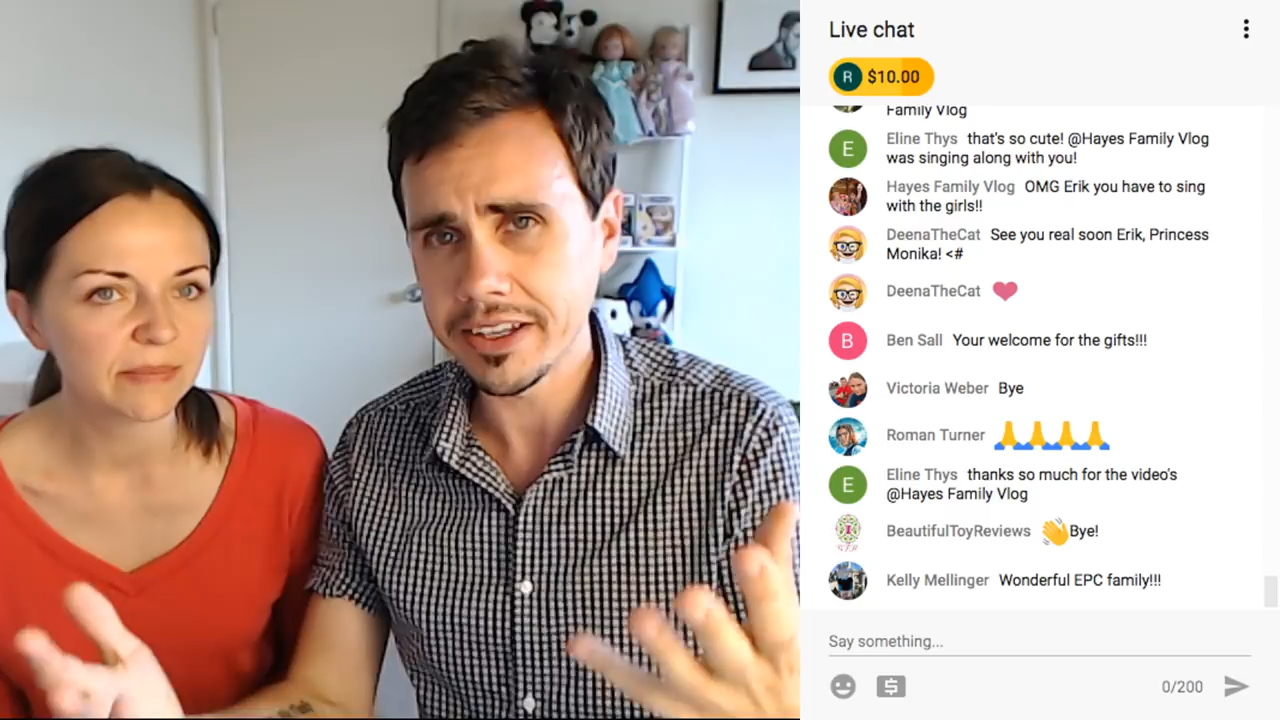 Live chat
R $10.00
Family Vlog
E Eline Thys that's so cute! @Hayes Family Vlog
was singing along with you!
Hayes Family Vlog OMG Erik you have to sing
with the girls!!
DeenaTheCat See you real soon Erik, Princess
Monika! <#
DeenaTheCat
B Ben Sall Your welcome for the gifts!!!
Victoria Weber Bye
Roman Turner
E Eline Thys thanks so much for the video's
@Hayes Family Vlog
BeautifulToyReviews Bye!
Kelly Mellinger Wonderful EPC family!!!
Say something...
0/200